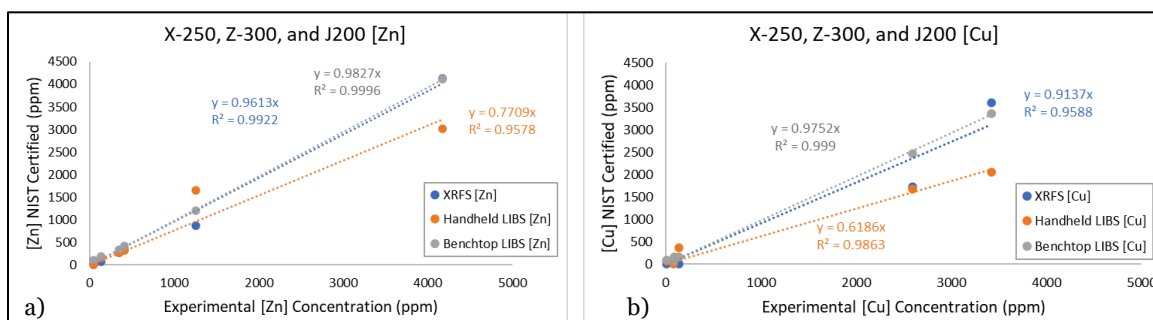 X-250, Z-300, and J200 [Zn]
[Zn] NIST Certified (ppm)
4500
4000
3500
3000
2500
2000
1500
1000
500
0
y = 0.9827x
R² = 0.9996
y = 0.9613x
R² = 0.9922
y = 0.7709x
R² = 0.9578
XRFS [Zn]
Handheld LIBS [Zn]
Benchtop LIBS [Zn]
0 1000 2000 3000 4000 5000
Experimental [Zn] Concentration (ppm)
a)
X-250, Z-300, and J200 [Cu]
[Cu] NIST Certified (ppm)
4500
4000
3500
3000
2500
2000
1500
1000
500
0
y = 0.9137x
R² = 0.9588
y = 0.9752x
R² = 0.999
y = 0.6186x
R² = 0.9863
XRFS [Cu]
Handheld LIBS [Cu]
Benchtop LIBS [Cu]
0 1000 2000 3000 4000 5000
Experimental [Cu] Concentration (ppm)
b)